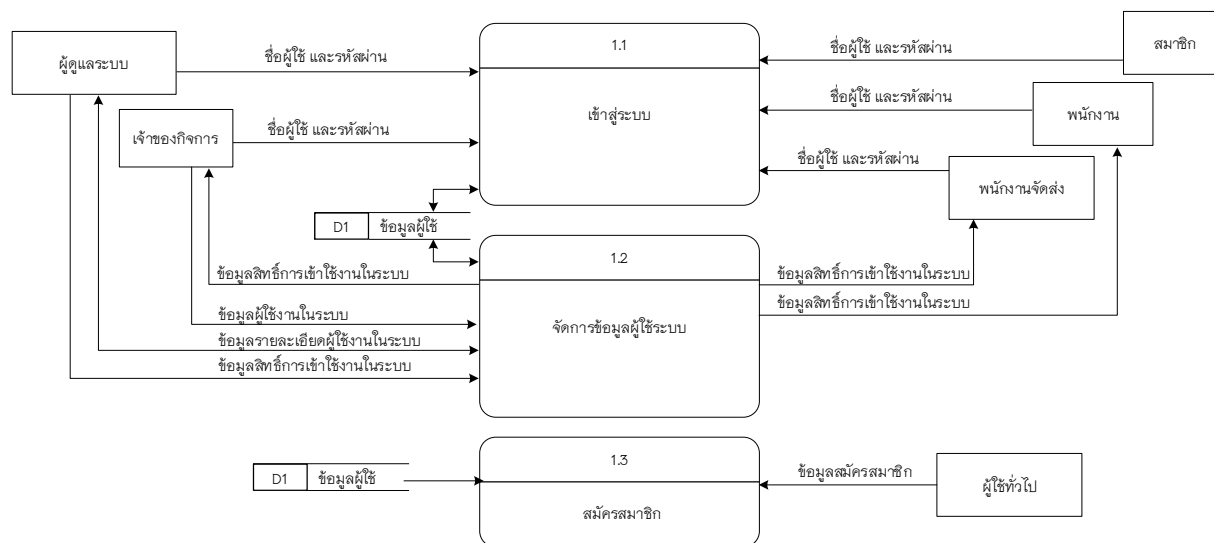 1.1
สมาชิก
ผู้ดูแลระบบ
ชื่อผู้ใช้ และรหัสผ่าน
ชื่อผู้ใช้ และรหัสผ่าน
ชื่อผู้ใช้ และรหัสผ่าน
เข้าสู่ระบบ
พนักงาน
เจ้าของกิจการ
ชื่อผู้ใช้ และรหัสผ่าน
ชื่อผู้ใช้ และรหัสผ่าน
พนักงานจัดส่ง
D1 ข้อมูลผู้ใช้
1.2
ข้อมูลสิทธิ์การเข้าใช้งานในระบบ
ข้อมูลสิทธิ์การเข้าใช้งานในระบบ
ข้อมูลสิทธิ์การเข้าใช้งานในระบบ
ข้อมูลผู้ใช้งานในระบบ
จัดการข้อมูลผู้ใช้ระบบ
ข้อมูลรายละเอียดผู้ใช้งานในระบบ
ข้อมูลสิทธิ์การเข้าใช้งานในระบบ
1.3
D1 ข้อมูลผู้ใช้
ข้อมูลสมัครสมาชิก
ผู้ใช้ทั่วไป
สมัครสมาชิก